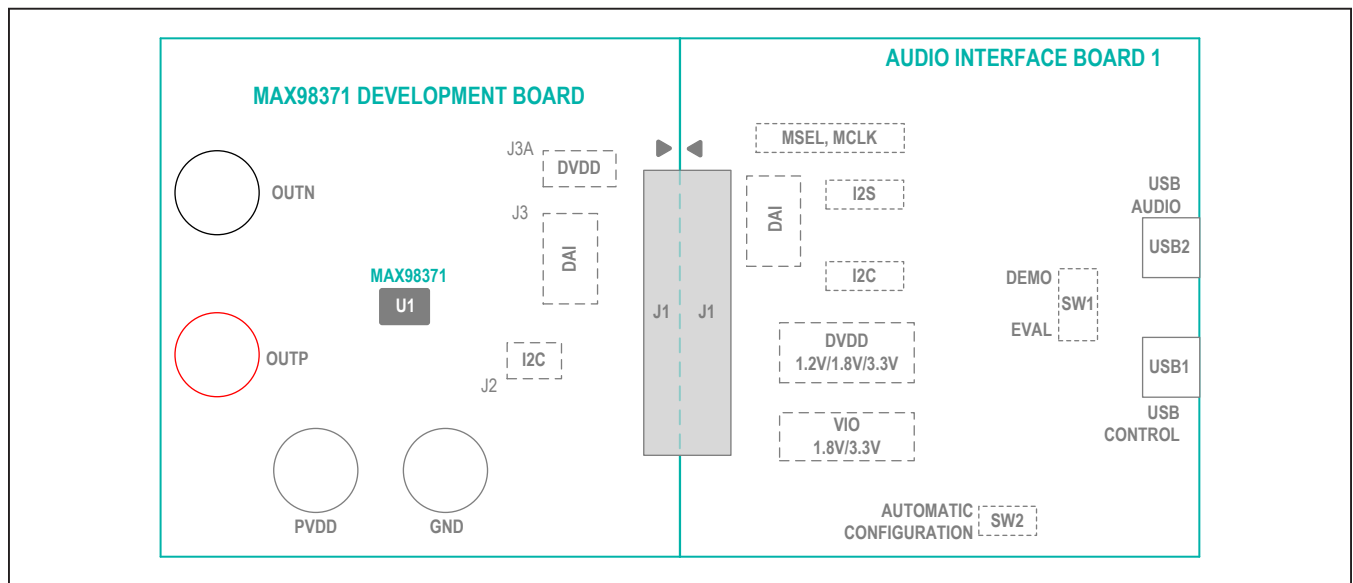 AUDIO INTERFACE BOARD 1
MAX98371 DEVELOPMENT BOARD
J3A
DVDD
MSEL, MCLK
OUTN
J3
DAI
DAI
I2S
USB
AUDIO
USB2
MAX98371
U1
I2C
DEMO
SW1
EVAL
J1
J1
OUTP
I2C
J2
DVDD
1.2V/1.8V/3.3V
USB1
USB
CONTROL
VIO
1.8V/3.3V
PVDD
GND
AUTOMATIC
CONFIGURATION
SW2